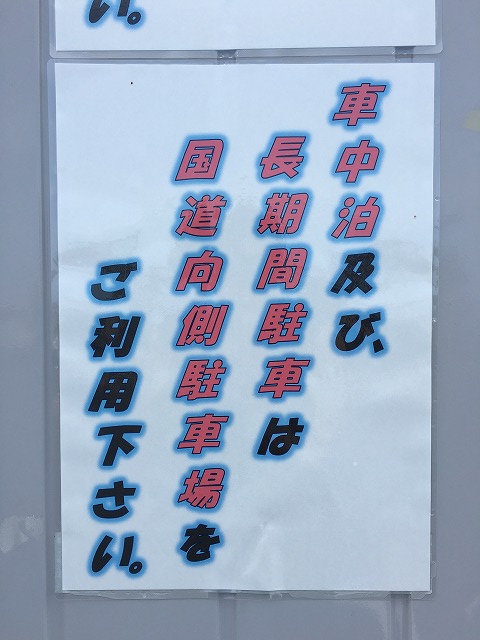 い。
車中泊及び、
長期間駐車は
国道向側駐車場を
ご利用下さい。